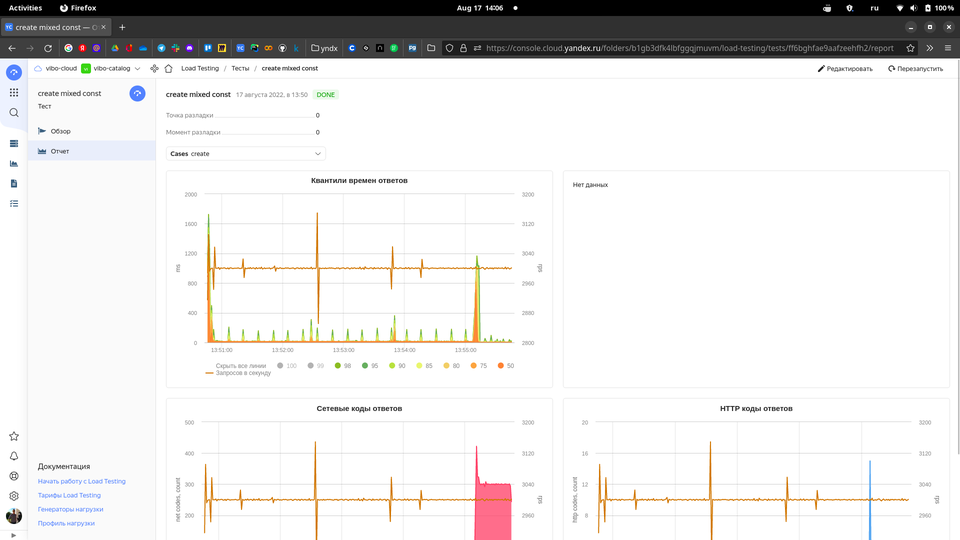 Activities
Firefox
Aug 17 14:06
ru
100 %
create mixed const — C
yndx
P9
https://console.cloud.yandex.ru/folders/b1gb3dfk4lbfggqjmuvm/load-testing/tests/ff6bghfae9aafzeehfh2/report
vibo-cloud
vibo-catalog
Load Testing / Тесты / create mixed const
Редактировать
Перезапустить
create mixed const
Тест
Обзор
Отчет
create mixed const
17 августа 2022, в 13:50
DONE
Точка разладки 0
Момент разладки 0
Cases create
Квантили времен ответов
2000
1600
1200
800
400
0
ms
3200
3120
3040
2960
2880
2800
rps
13:51:00
13:52:00
13:53:00
13:54:00
13:55:00
Скрыть все линии
100
99
98
95
90
85
80
75
50
Запросов в секунду
Нет данных
Сетевые коды ответов
500
400
300
200
net codes, count
3200
3120
3040
2960
rps
HTTP коды ответов
20
16
12
8
http codes, count
3200
3120
3040
2960
rps
Документация
Начать работу с Load Testing
Тарифы Load Testing
Генераторы нагрузки
Профиль нагрузки